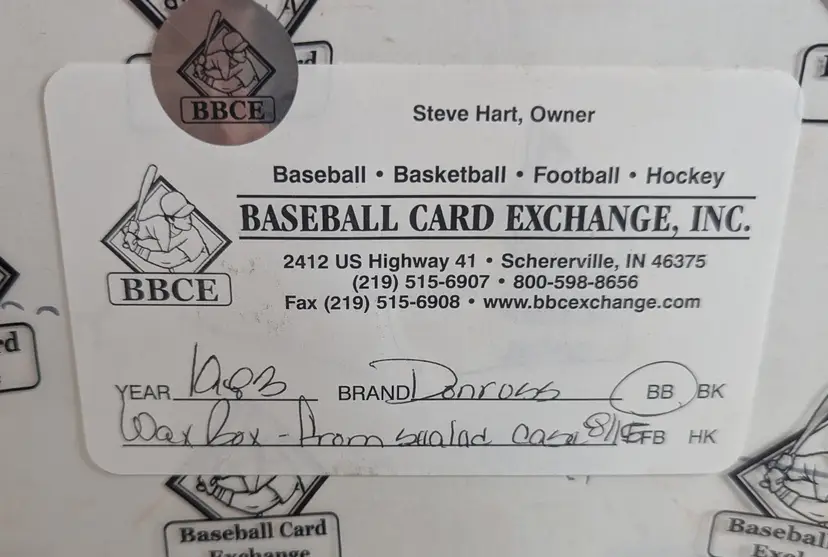 BBCE
Steve Hart, Owner
Baseball • Basketball • Football • Hockey
BASEBALL CARD EXCHANGE, INC.
BBCE
2412 US Highway 41 • Schererville, IN 46375
(219) 515-6907 • 800-598-8656
Fax (219) 515-6908 • www.bbcexchange.com
YEAR 1983 BRAND Donruss BB BK
Wax Box - From sealed case FB HK
Baseball Card
Exchange